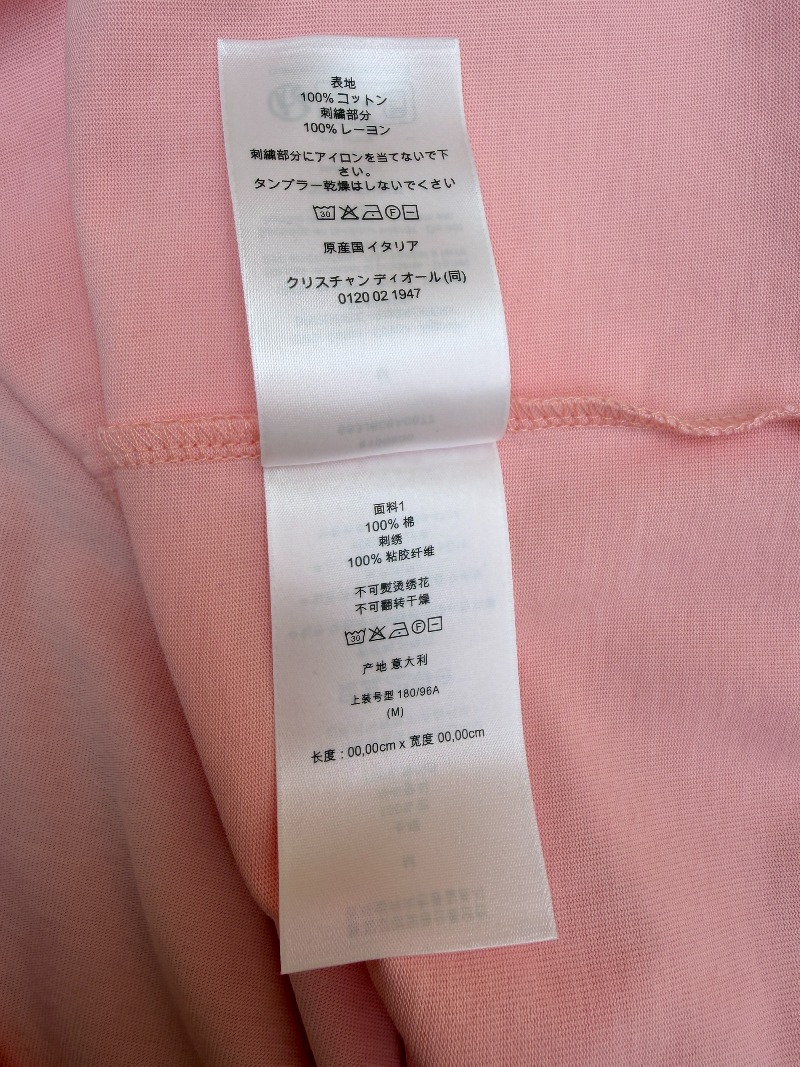 表地
100% コットン
刺繍部分
100% レーヨン
刺繍部分にアイロンを当てないで下
さい。
タンブラー乾燥はしないでくさい
30 F
原産国 イタリア
クリスチャン ディオール (同)
0120 02 1947
面料1
100% 棉
刺绣
100% 粘胶纤维
不可熨烫绣花
不可翻转干燥
30 F
产地 意大利
上装号型 180/96A
(M)
长度 : 00,00cm x 宽度 00,00cm